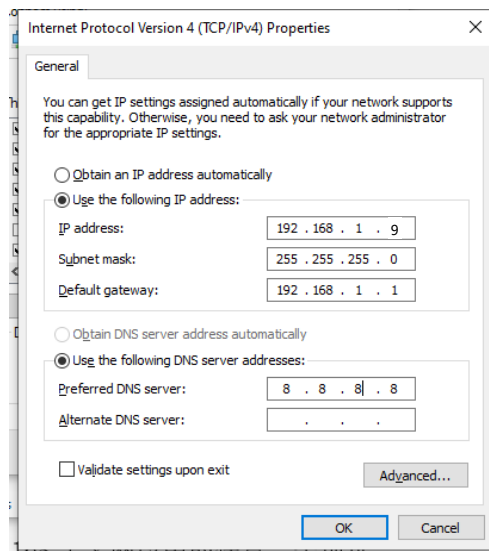 Internet Protocol Version 4 (TCP/IPv4) Properties
General
You can get IP settings assigned automatically if your network supports
this capability. Otherwise, you need to ask your network administrator
for the appropriate IP settings.
Obtain an IP address automatically
Use the following IP address:
IP address: 192 . 168 . 1 . 9
Subnet mask: 255 . 255 . 255 . 0
Default gateway: 192 . 168 . 1 . 1
Obtain DNS server address automatically
Use the following DNS server addresses:
Preferred DNS server: 8 . 8 . 8 . 8
Alternate DNS server: . . .
Validate settings upon exit
Advanced...
OK Cancel